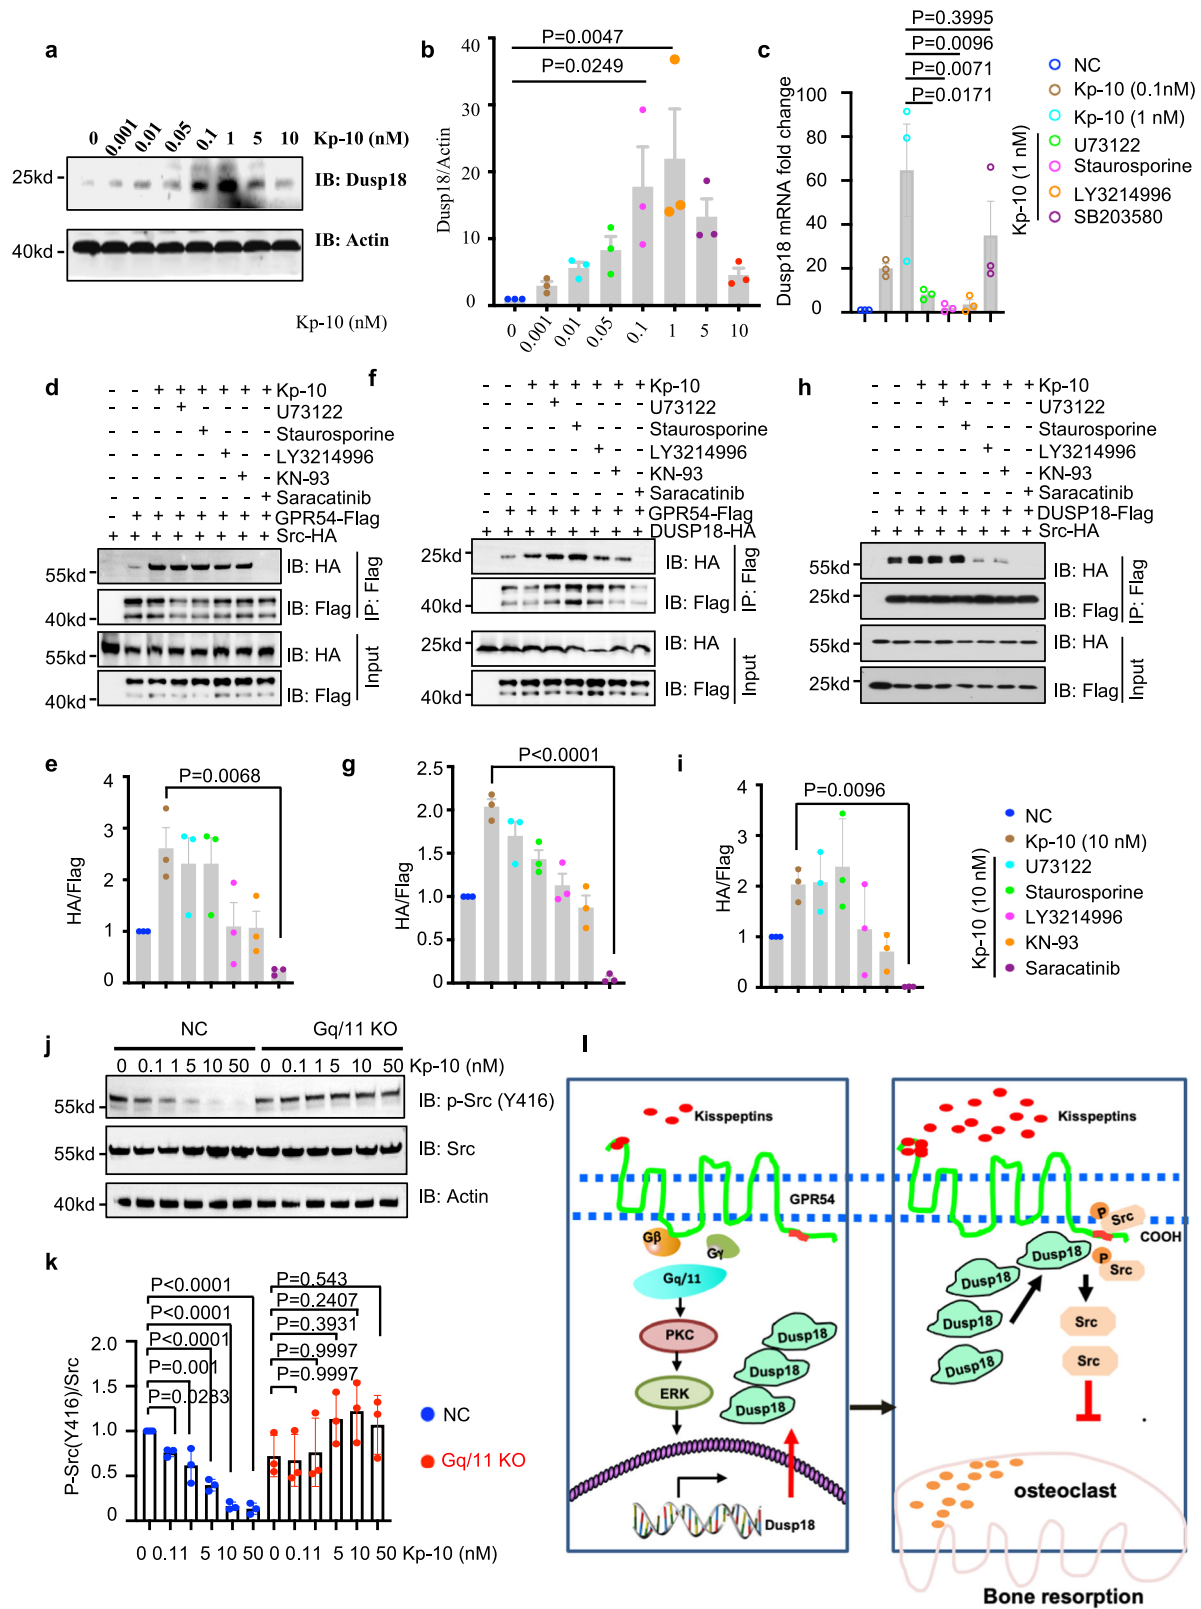 a
0 0.001 0.01 0.05 0.1 1 5 10 Kp-10 (nM)
25kd
IB: Dusp18
40kd
IB: Actin
Kp-10 (nM)
b
P=0.0047
P=0.0249
Dusp18/Actin
40
30
20
10
0
0 0.001 0.01 0.05 0.1 1 5 10
c
P=0.3995
P=0.0096
P=0.0071
P=0.0171
Dusp18 mRNA fold change
100
80
60
40
20
0
NC
Kp-10 (0.1nM)
Kp-10 (1 nM)
U73122
Staurosporine
LY3214996
SB203580
Kp-10 (1 nM)
d
- - + + + + + + Kp-10
- - - + - - - - U73122
- - - - + - - - Staurosporine
- - - - - + - - LY3214996
- - - - - - + - KN-93
- - - - - - - + Saracatinib
- + + + + + + + GPR54-Flag
+ + + + + + + + Src-HA
55kd
IB: HA
40kd
IB: Flag
IP: Flag
55kd
IB: HA
40kd
IB: Flag
Input
f
- - + + + + + + Kp-10
- - - + - - - - U73122
- - - - + - - - Staurosporine
- - - - - + - - LY3214996
- - - - - - + - KN-93
- - - - - - - + Saracatinib
- + + + + + + + GPR54-Flag
+ + + + + + + + DUSP18-HA
25kd
IB: HA
40kd
IB: Flag
IP: Flag
25kd
IB: HA
40kd
IB: Flag
Input
h
- - + + + + + + Kp-10
- - - + - - - - U73122
- - - - + - - - Staurosporine
- - - - - + - - LY3214996
- - - - - - + - KN-93
- - - - - - - + Saracatinib
- + + + + + + + DUSP18-Flag
+ + + + + + + + Src-HA
55kd
IB: HA
25kd
IB: Flag
IP: Flag
55kd
IB: HA
25kd
IB: Flag
Input
e
P=0.0068
HA/Flag
4
3
2
1
0
g
P<0.0001
HA/Flag
2.5
2.0
1.5
1.0
0.5
0
i
P=0.0096
HA/Flag
4
3
2
1
0
NC
Kp-10 (10 nM)
U73122
Staurosporine
LY3214996
KN-93
Saracatinib
Kp-10 (10 nM)
j
NC Gq/11 KO
0 0.1 1 5 10 50 0 0.1 1 5 10 50 Kp-10 (nM)
55kd
IB: p-Src (Y416)
55kd
IB: Src
40kd
IB: Actin
k
P<0.0001
P<0.0001
P<0.0001
P=0.001
P=0.0283
P=0.543
P=0.2407
P=0.3931
P=0.9997
P=0.9997
P-Src(Y416)/Src
2.0
1.5
1.0
0.5
0
NC
Gq/11 KO
0 0.11 5 10 50 0 0.11 5 10 50 Kp-10 (nM)
l
Kisspeptins
GPR54
Gβ
Gγ
Gq/11
PKC
ERK
Dusp18
Dusp18
Dusp18
Dusp18
Kisspeptins
P
Src
COOH
P
Src
Dusp18
Dusp18
Dusp18
Dusp18
Src
Src
osteoclast
Bone resorption